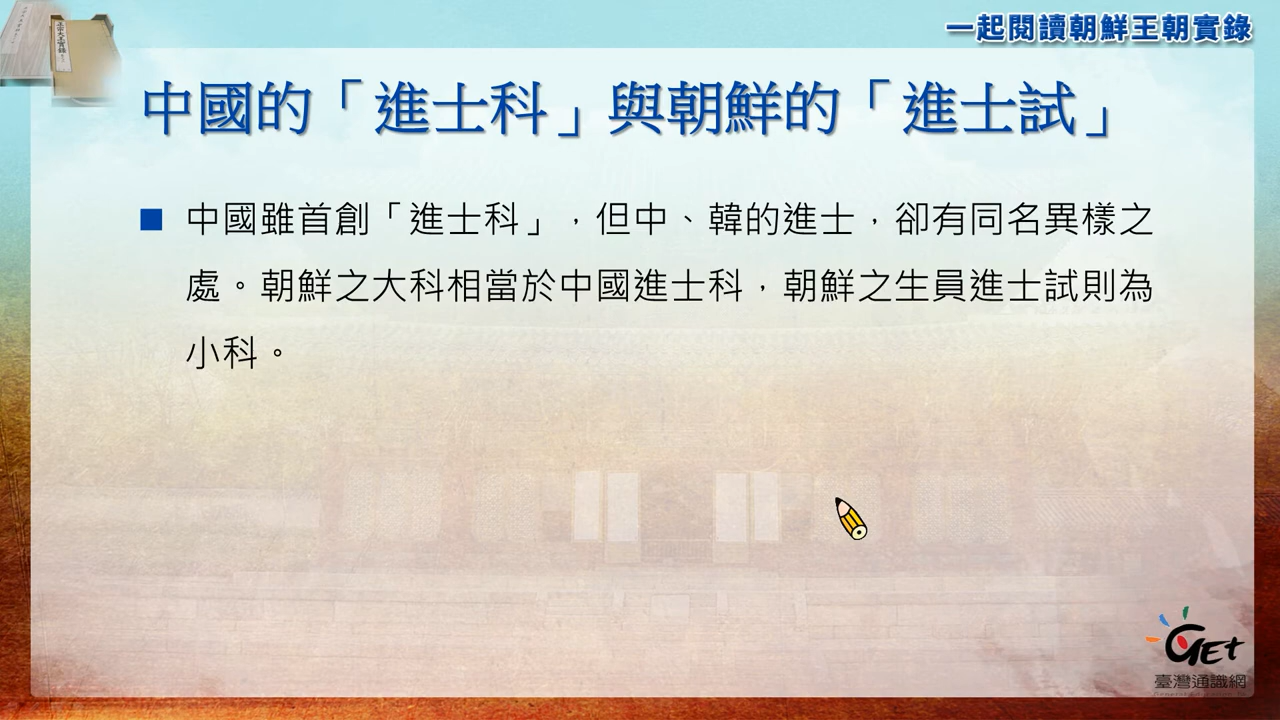 一起閱讀朝鮮王朝實錄
中國的「進士科」與朝鮮的「進士試」
中國雖首創「進士科」，但中、韓的進士，卻有同名異樣之
處。朝鮮之大科相當於中國進士科，朝鮮之生員進士試則為
小科。
GEt
臺灣通識網